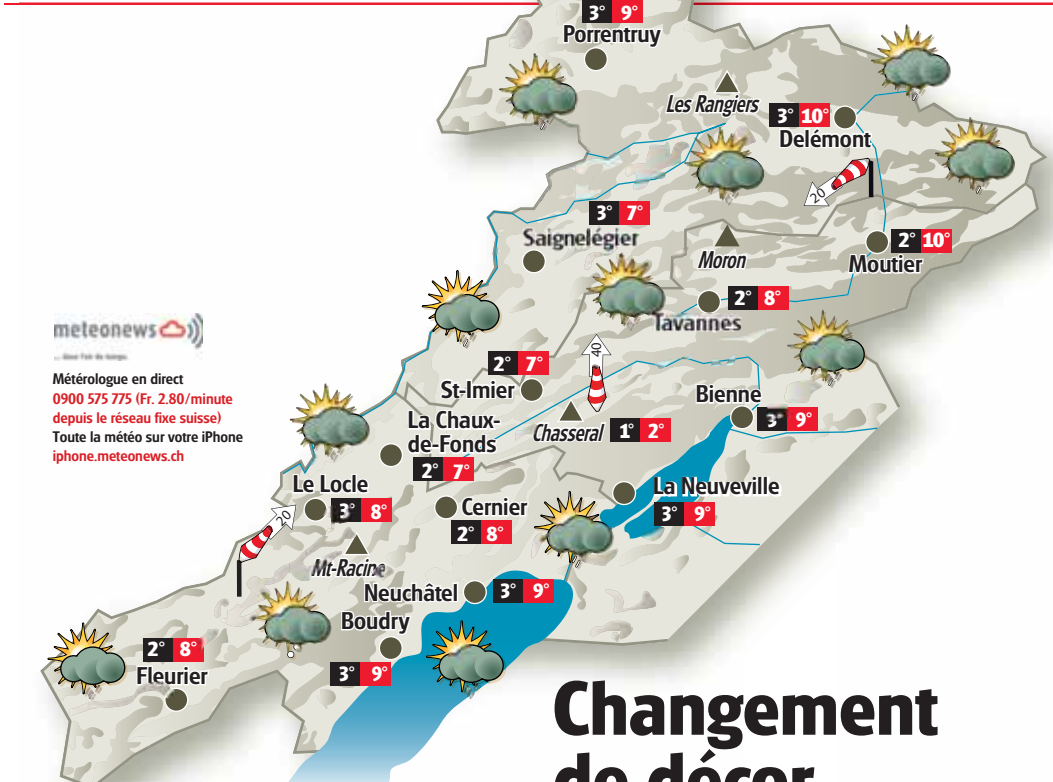 3° 9°
Porrentruy
Les Rangiers
3° 10°
Delémont
20
3° 7°
Saignelégier
Moron
2° 10°
Moutier
2° 8°
Tavannes
meteonews
Météorologue en direct
0900 575 775 (Fr. 2.80/minute
depuis le réseau fixe suisse)
Toute la météo sur votre iPhone
iphone.meteonews.ch
40
2° 7°
St-Imier
Bienne
3° 9°
Chasseral 1° 2°
La Chaux-
de-Fonds
2° 7°
Le Locle
3° 8°
20
Cernier
2° 8°
La Neuveville
3° 9°
Mt-Racine
Neuchâtel 3° 9°
Boudry
3° 9°
2° 8°
Fleurier
Changement
de décor